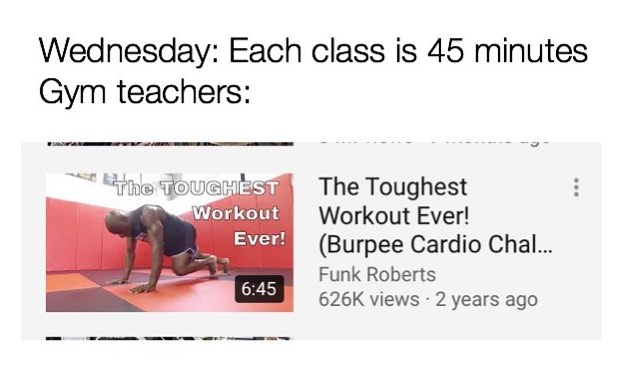 Wednesday: Each class is 45 minutes
Gym teachers:
The TOUGHEST
Workout
Ever!
6:45
The Toughest
Workout Ever!
(Burpee Cardio Chal...
Funk Roberts
626K views · 2 years ago